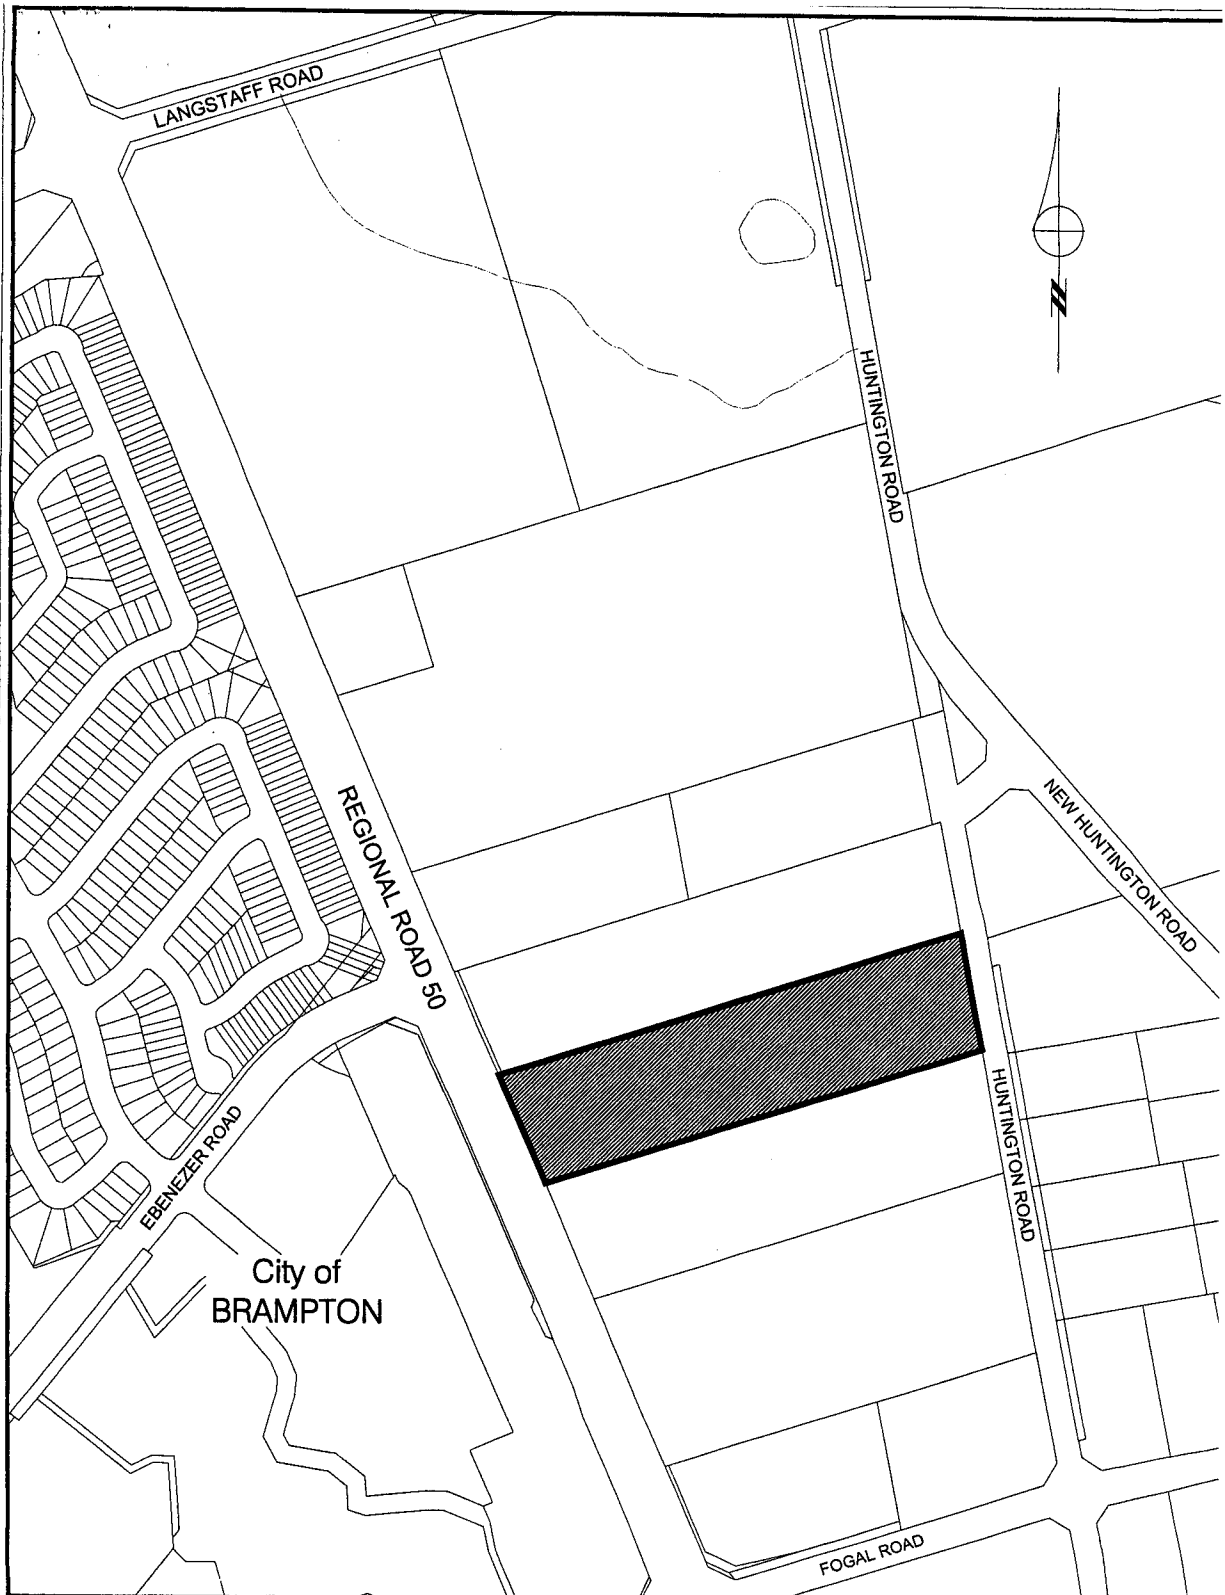 LANGSTAFF ROAD
HUNTINGTON ROAD
NEW HUNTINGTON ROAD
REGIONAL ROAD 50
HUNTINGTON ROAD
EBENEZER ROAD
City of
BRAMPTON
FOGAL ROAD
N